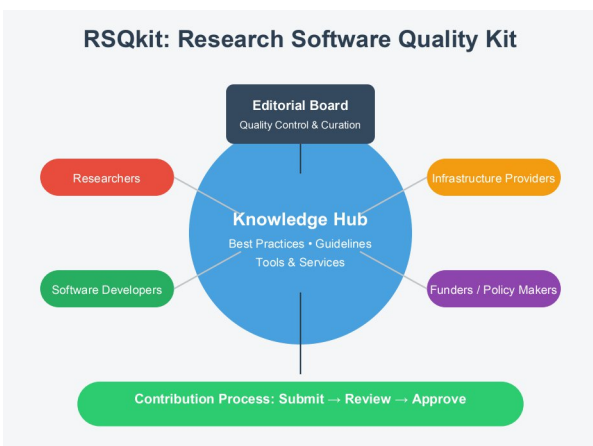 RSQkit: Research Software Quality Kit
Editorial Board
Quality Control & Curation
Researchers
Infrastructure Providers
Knowledge Hub
Best Practices • Guidelines
Tools & Services
Software Developers
Funders / Policy Makers
Contribution Process: Submit → Review → Approve